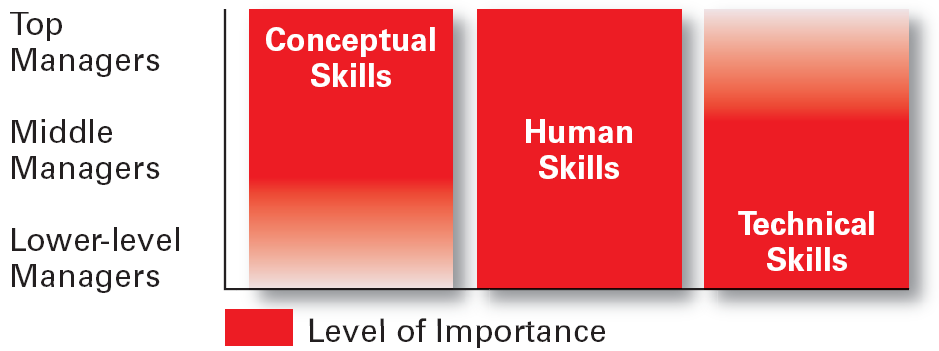 Top
Managers
Middle
Managers
Lower-level
Managers
Conceptual
Skills
Human
Skills
Technical
Skills
Level of Importance